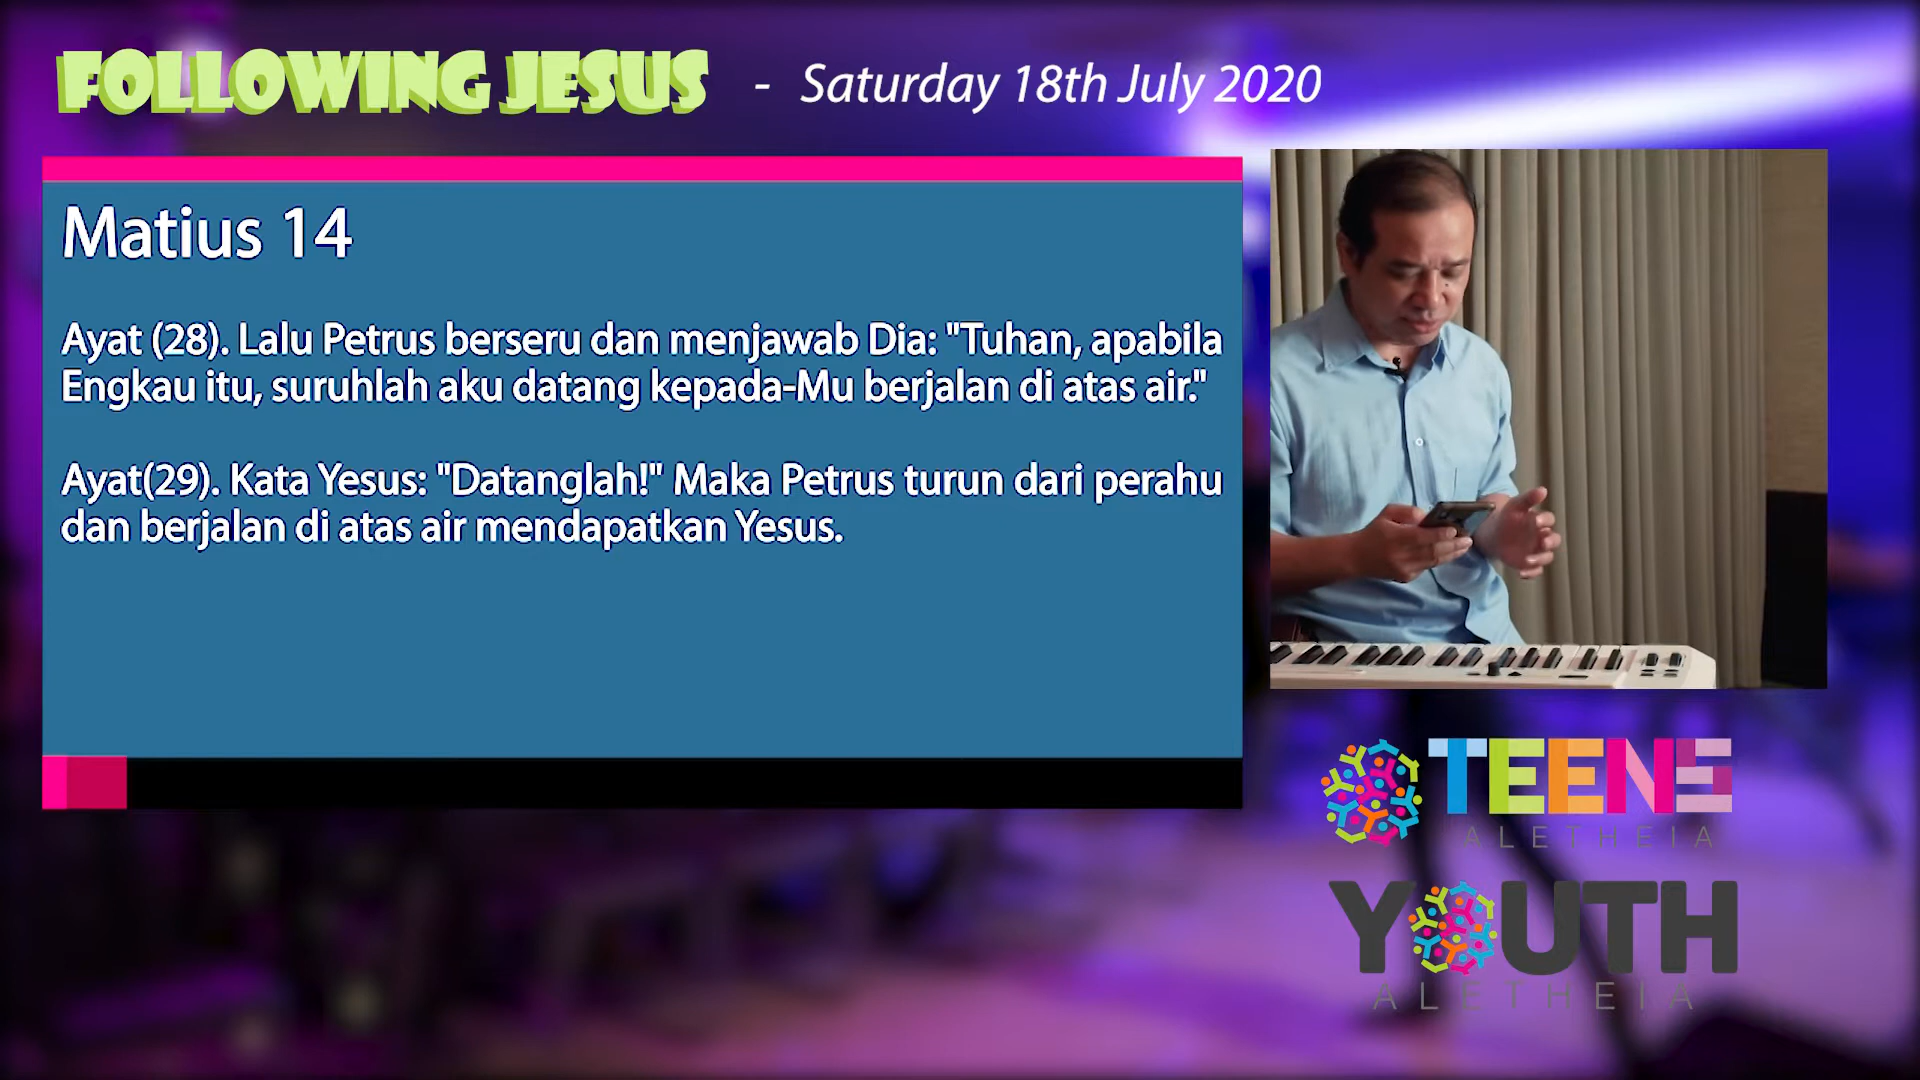 FOLLOWING JESUS - Saturday 18th July 2020
Matius 14
Ayat (28). Lalu Petrus berseru dan menjawab Dia: "Tuhan, apabila
Engkau itu, suruhlah aku datang kepada-Mu berjalan di atas air."
Ayat(29). Kata Yesus: "Datanglah!" Maka Petrus turun dari perahu
dan berjalan di atas air mendapatkan Yesus.
TEENS
ALETHEIA
YOUTH
ALETHEIA